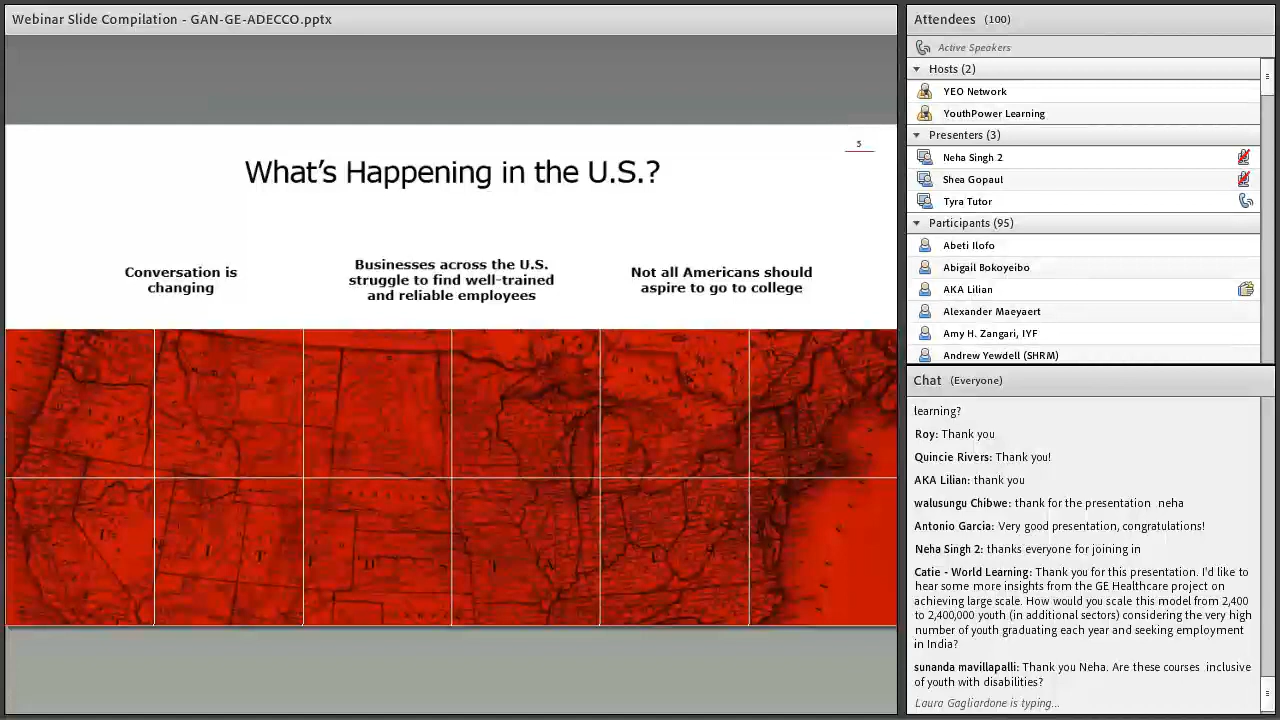 Webinar Slide Compilation - GAN-GE-ADECCO.pptx
5
What's Happening in the U.S.?
Conversation is
changing
Businesses across the U.S.
struggle to find well-trained
and reliable employees
Not all Americans should
aspire to go to college
Attendees (100)
Active Speakers
Hosts (2)
YEO Network
YouthPower Learning
Presenters (3)
Neha Singh 2
Shea Gopaul
Tyra Tutor
Participants (95)
Abeti Ilofo
Abigail Bokoyeibo
AKA Lilian
Alexander Maeyaert
Amy H. Zangari, IYF
Andrew Yewdell (SHRM)
Chat (Everyone)
learning?
Roy: Thank you
Quincie Rivers: Thank you!
AKA Lilian: thank you
walusungu Chibwe: thank for the presentation neha
Antonio Garcia: Very good presentation, congratulations!
Neha Singh 2: thanks everyone for joining in
Catie - World Learning: Thank you for this presentation. I'd like to
hear some more insights from the GE Healthcare project on
achieving large scale. How would you scale this model from 2,400
to 2,400,000 youth (in additional sectors) considering the very high
number of youth graduating each year and seeking employment
in India?
sunanda mavillapalli: Thank you Neha. Are these courses inclusive
of youth with disabilities?
Laura Gagliardone is typing...